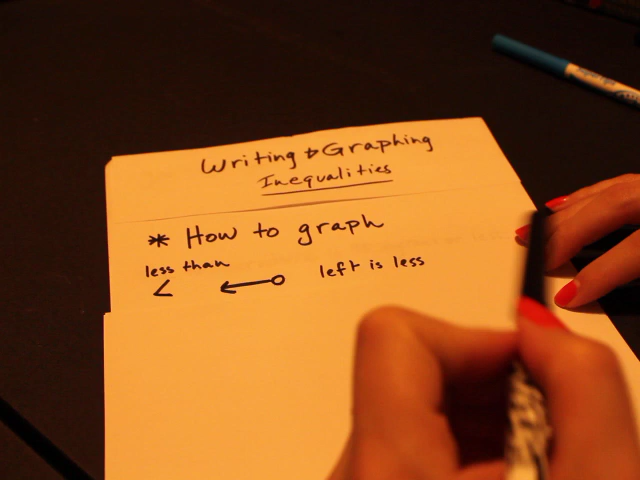 Writing & Graphing
Inequalities
* How to graph
less than
< left is less